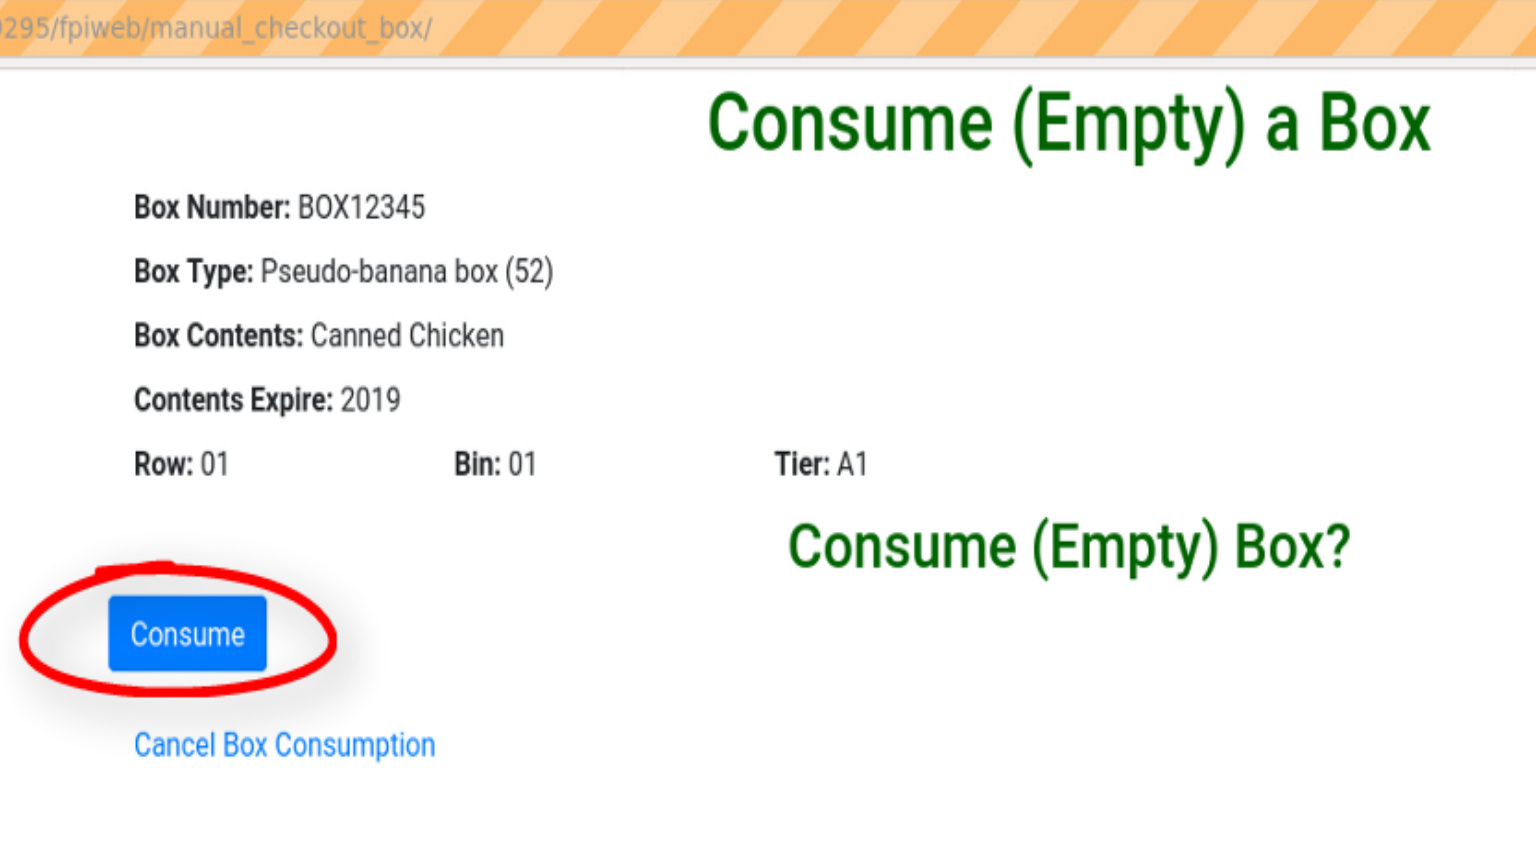 295/fpiweb/manual_checkout_box/
Consume (Empty) a Box
Box Number: BOX12345
Box Type: Pseudo-banana box (52)
Box Contents: Canned Chicken
Contents Expire: 2019
Row: 01 Bin: 01 Tier: A1
Consume (Empty) Box?
Consume
Cancel Box Consumption